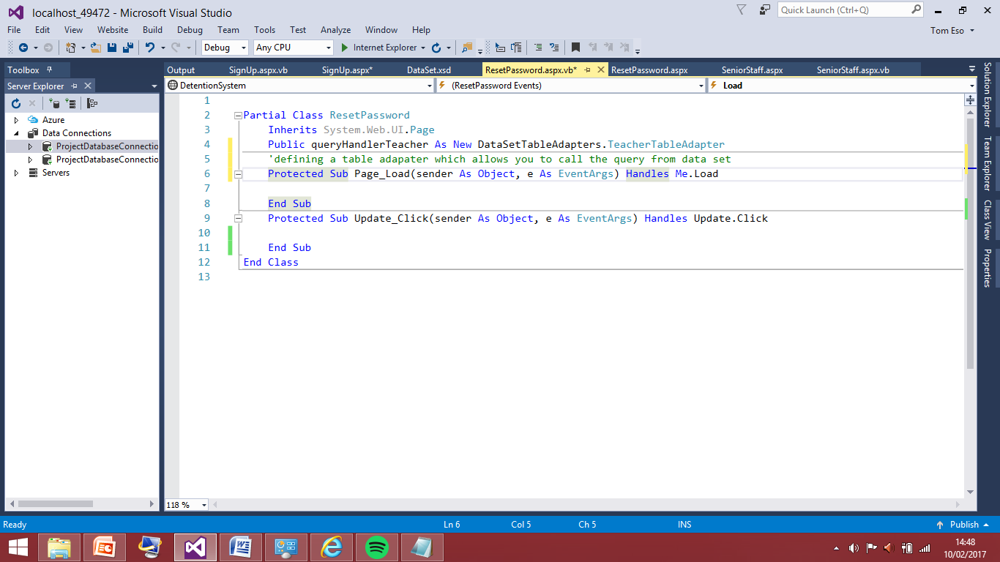 localhost_49472 - Microsoft Visual Studio
Quick Launch (Ctrl+Q)
File Edit View Website Build Debug Team Tools Test Analyze Window Help
Tom Eso
Debug Any CPU Internet Explorer
Toolbox
Output SignUp.aspx.vb SignUp.aspx* DataSet.xsd ResetPassword.aspx.vb* ResetPassword.aspx SeniorStaff.aspx SeniorStaff.aspx.vb
Server Explorer
DetentionSystem (ResetPassword Events) Load
Azure
Data Connections
ProjectDatabaseConnectio
ProjectDatabaseConnectio
Servers
1
2 Partial Class ResetPassword
3 Inherits System.Web.UI.Page
4 Public queryHandlerTeacher As New DataSetTableAdapters.TeacherTableAdapter
5 'defining a table adapater which allows you to call the query from data set
6 Protected Sub Page_Load(sender As Object, e As EventArgs) Handles Me.Load
7
8 End Sub
9 Protected Sub Update_Click(sender As Object, e As EventArgs) Handles Update.Click
10
11 End Sub
12 End Class
13
Solution Explorer
Team Explorer
Class View
Properties
118 %
Ready Ln 6 Col 5 Ch 5 INS Publish
14:48
10/02/2017